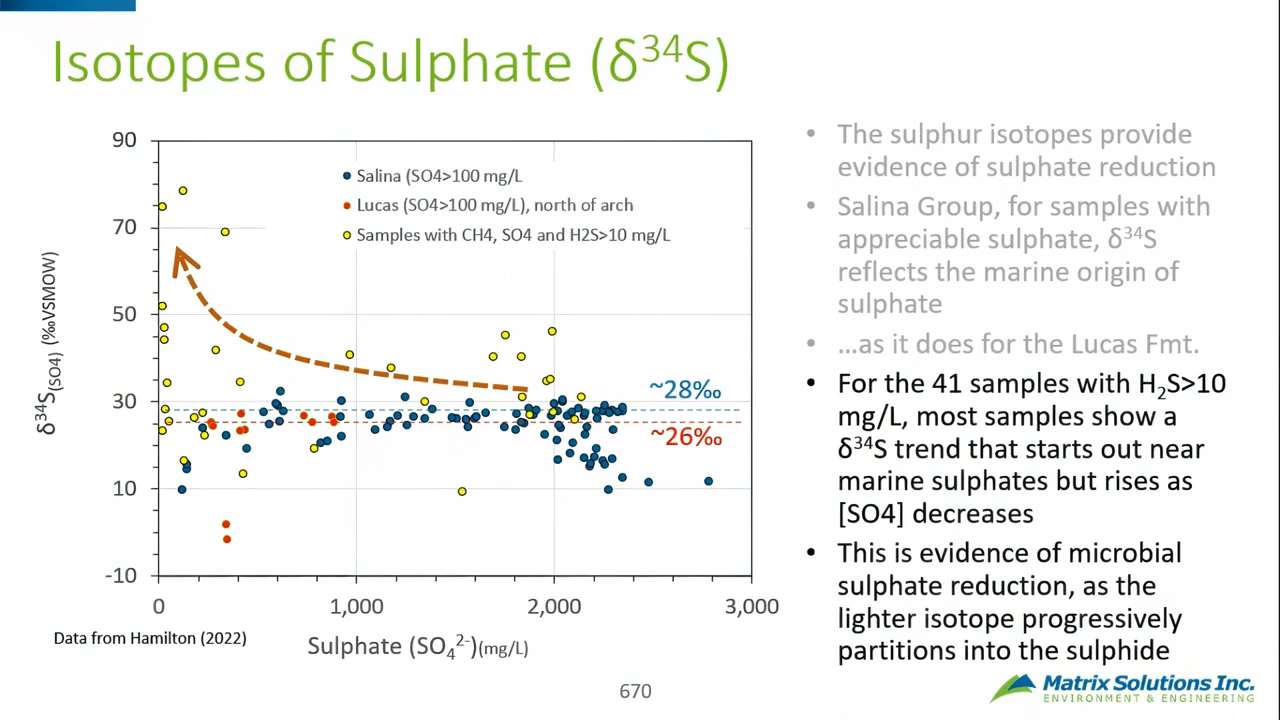 Isotopes of Sulphate (δ³⁴S)
90
70
50
30
10
-10
0
1,000
2,000
3,000
δ³⁴S(SO4) (‰VSMOW)
Salina (SO4>100 mg/L
Lucas (SO4>100 mg/L), north of arch
Samples with CH4, SO4 and H2S>10 mg/L
~28‰
~26‰
Sulphate (SO₄²⁻)(mg/L)
Data from Hamilton (2022)
• The sulphur isotopes provide
evidence of sulphate reduction
• Salina Group, for samples with
appreciable sulphate, δ³⁴S
reflects the marine origin of
sulphate
• …as it does for the Lucas Fmt.
• For the 41 samples with H₂S>10
mg/L, most samples show a
δ³⁴S trend that starts out near
marine sulphates but rises as
[SO4] decreases
• This is evidence of microbial
sulphate reduction, as the
lighter isotope progressively
partitions into the sulphide
670
Matrix Solutions Inc.
ENVIRONMENT & ENGINEERING